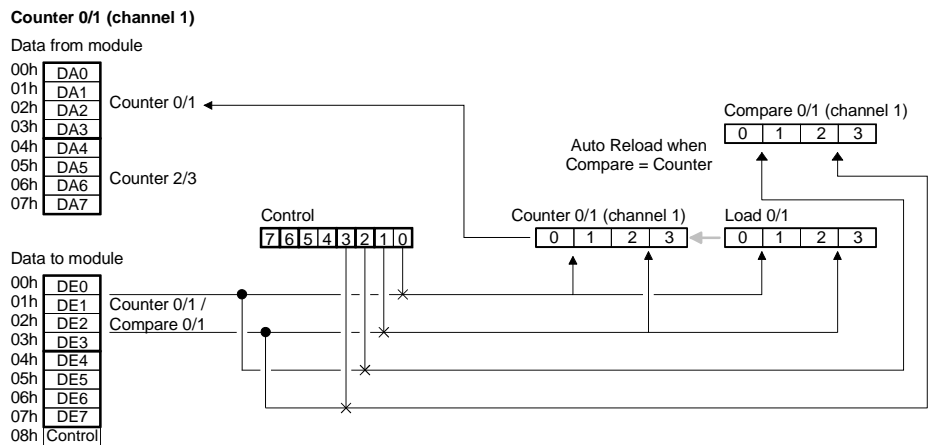 Counter 0/1 (channel 1)
Data from module
00h DA0
01h DA1
02h DA2
03h DA3
04h DA4
05h DA5
06h DA6
07h DA7
Counter 0/1
Counter 2/3
Compare 0/1 (channel 1)
0 1 2 3
Auto Reload when
Compare = Counter
Control
7 6 5 4 3 2 1 0
Counter 0/1 (channel 1)
0 1 2 3
Load 0/1
0 1 2 3
Data to module
00h DE0
01h DE1
02h DE2
03h DE3
04h DE4
05h DE5
06h DE6
07h DE7
08h Control
Counter 0/1 /
Compare 0/1